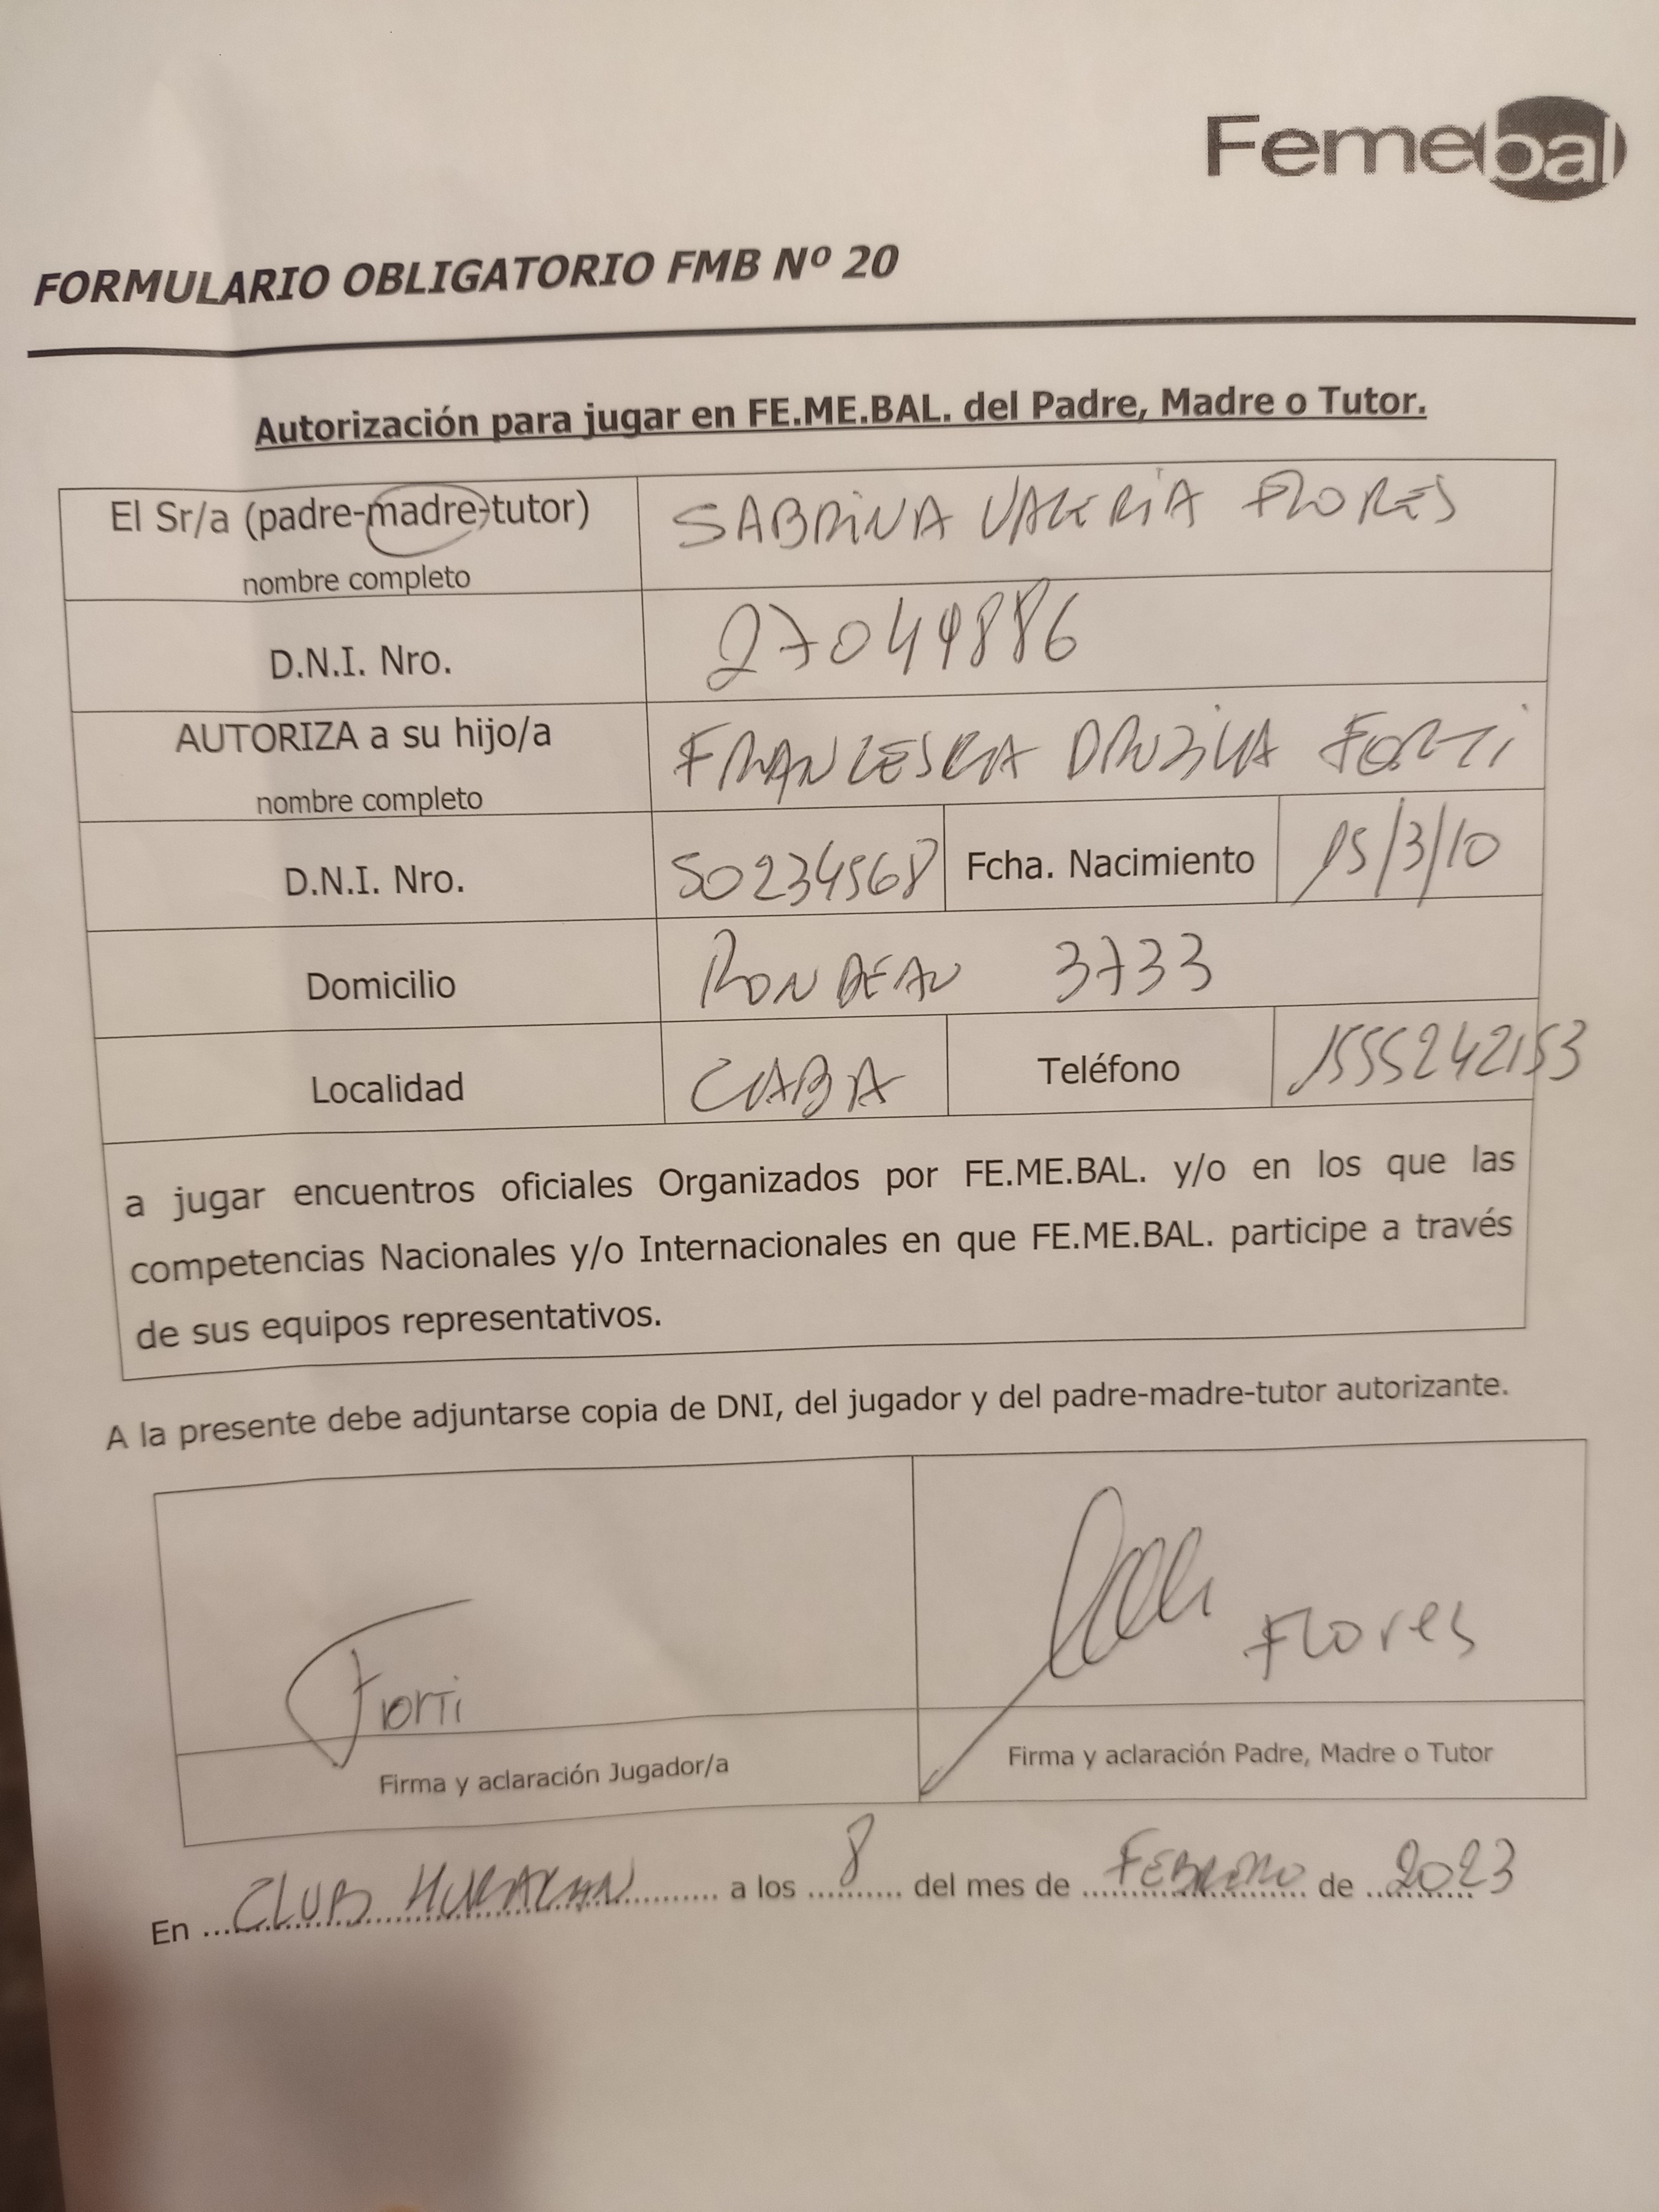 Femebal
FORMULARIO OBLIGATORIO FMB Nº 20
Autorización para jugar en FE.ME.BAL. del Padre, Madre o Tutor.
El Sr/a (padre-madre-tutor) SABRINA VALERIA FLORES
nombre completo
D.N.I. Nro. 27049886
AUTORIZA a su hijo/a FRANCESCA DRUZILA FORTI
nombre completo
D.N.I. Nro. 50234568 Fcha. Nacimiento 15/3/10
Domicilio RONDEAU 3733
Localidad CABA Teléfono 1555242153
a jugar encuentros oficiales Organizados por FE.ME.BAL. y/o en los que las
competencias Nacionales y/o Internacionales en que FE.ME.BAL. participe a través
de sus equipos representativos.
A la presente debe adjuntarse copia de DNI, del jugador y del padre-madre-tutor autorizante.
Forti
Flores
Firma y aclaración Jugador/a Firma y aclaración Padre, Madre o Tutor
En CLUB HURACAN a los 8 del mes de FEBRERO de 2023